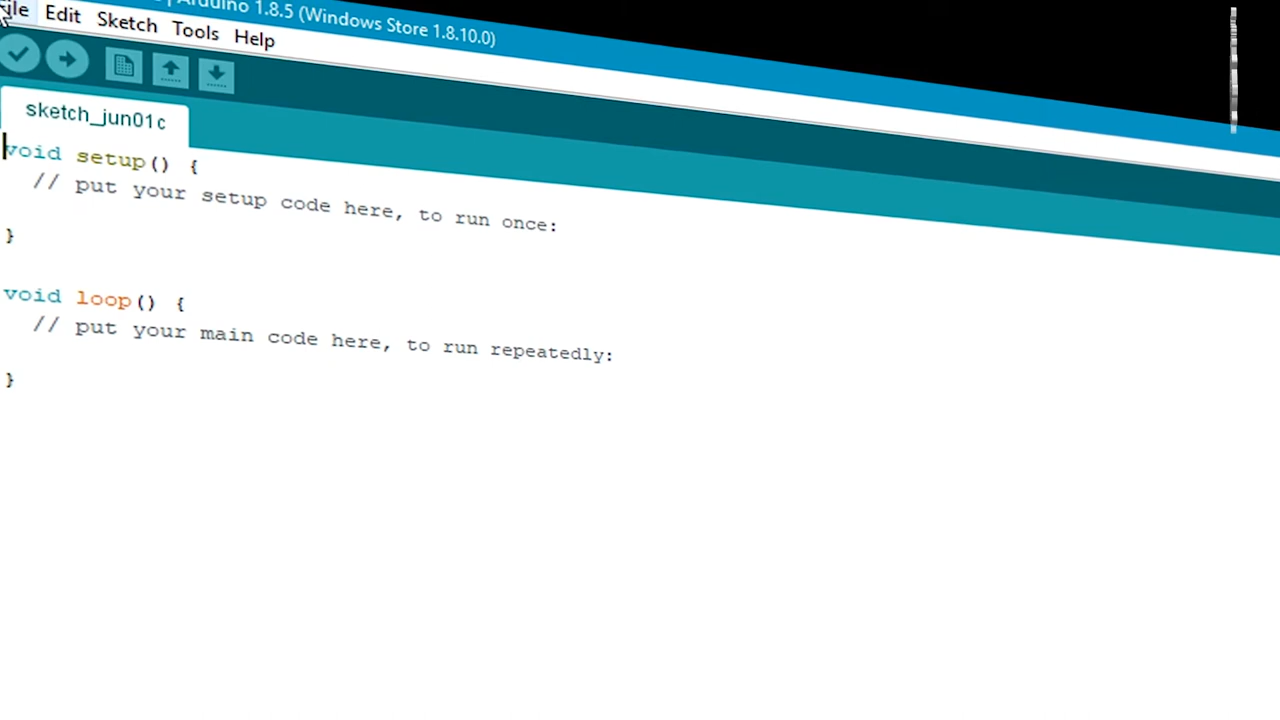 Arduino 1.8.5 (Windows Store 1.8.10.0)
File Edit Sketch Tools Help
sketch_jun01c
void setup() {
// put your setup code here, to run once:
}
void loop() {
// put your main code here, to run repeatedly:
}